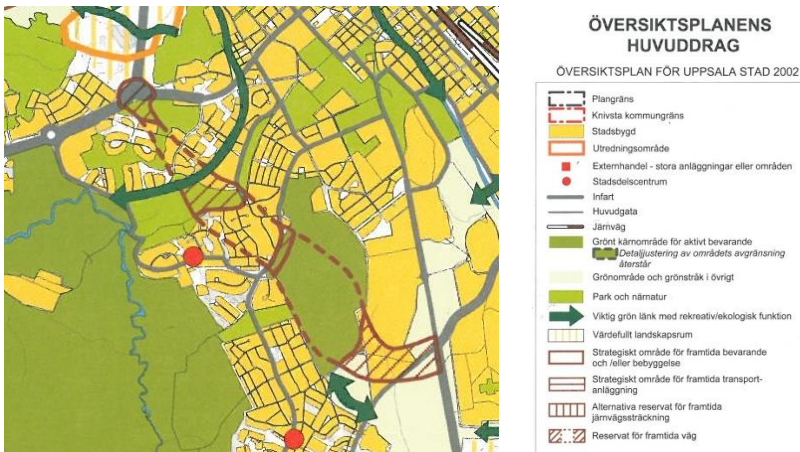 ÖVERSIKTSPLANENS
HUVUDDRAG
ÖVERSIKTSPLAN FÖR UPPSALA STAD 2002
Plangräns
Knivsta kommungräns
Stadsbygd
Utredningsområde
Externhandel - stora anläggningar eller områden
Stadsdelscentrum
Infart
Huvudgata
Järnväg
Grönt kärnområde för aktivt bevarande
Detaljjustering av områdets avgränsning
återstår
Grönområde och grönstråk i övrigt
Park och närnatur
Viktig grön länk med rekreativ/ekologisk funktion
Värdefullt landskapsrum
Strategiskt område för framtida bevarande
och /eller bebyggelse
Strategiskt område för framtida transport-
anläggning
Alternativa reservat för framtida
järnvägssträckning
Reservat för framtida väg